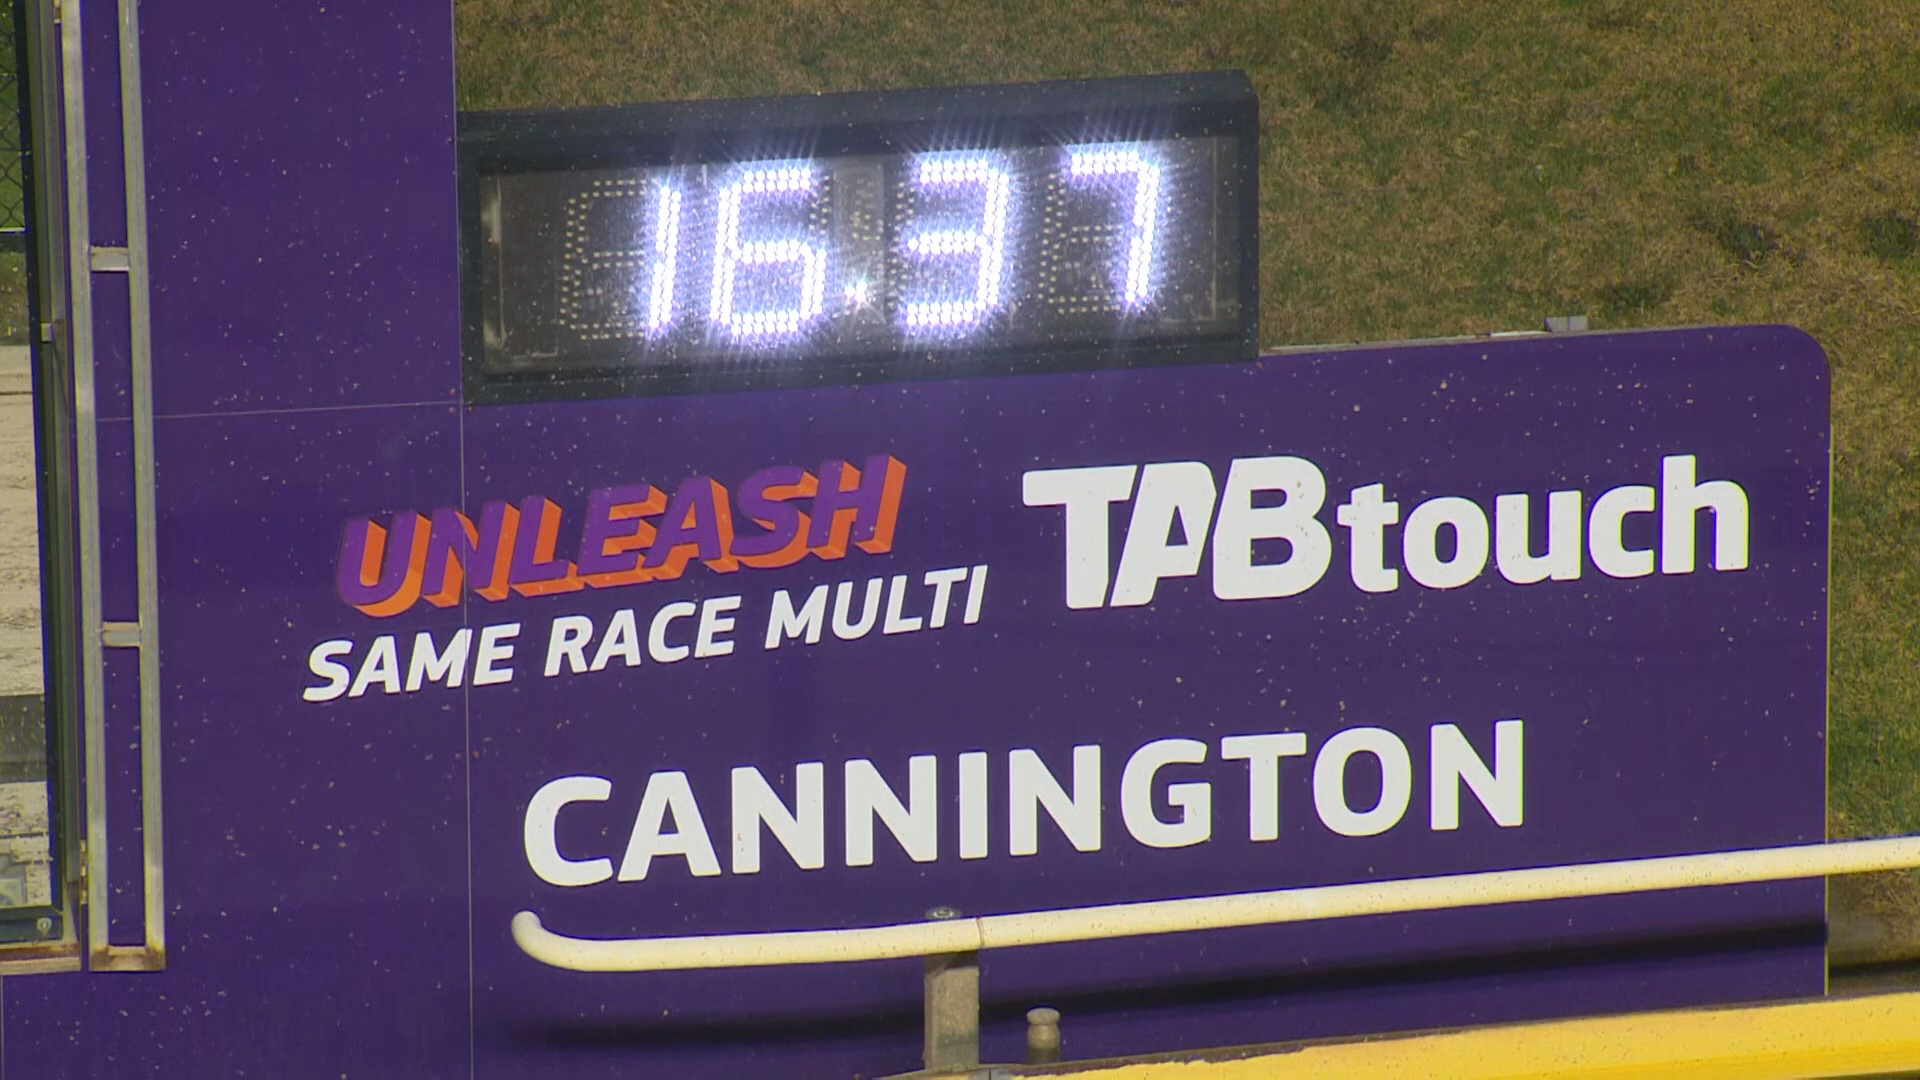 16.37
UNLEASH
SAME RACE MULTI
TABtouch
CANNINGTON